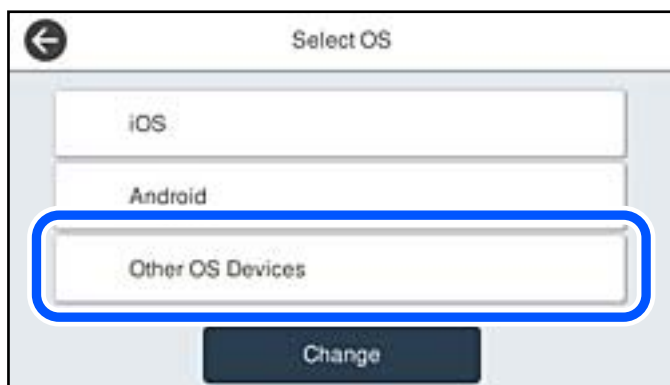 Select OS
iOS
Android
Other OS Devices
Change